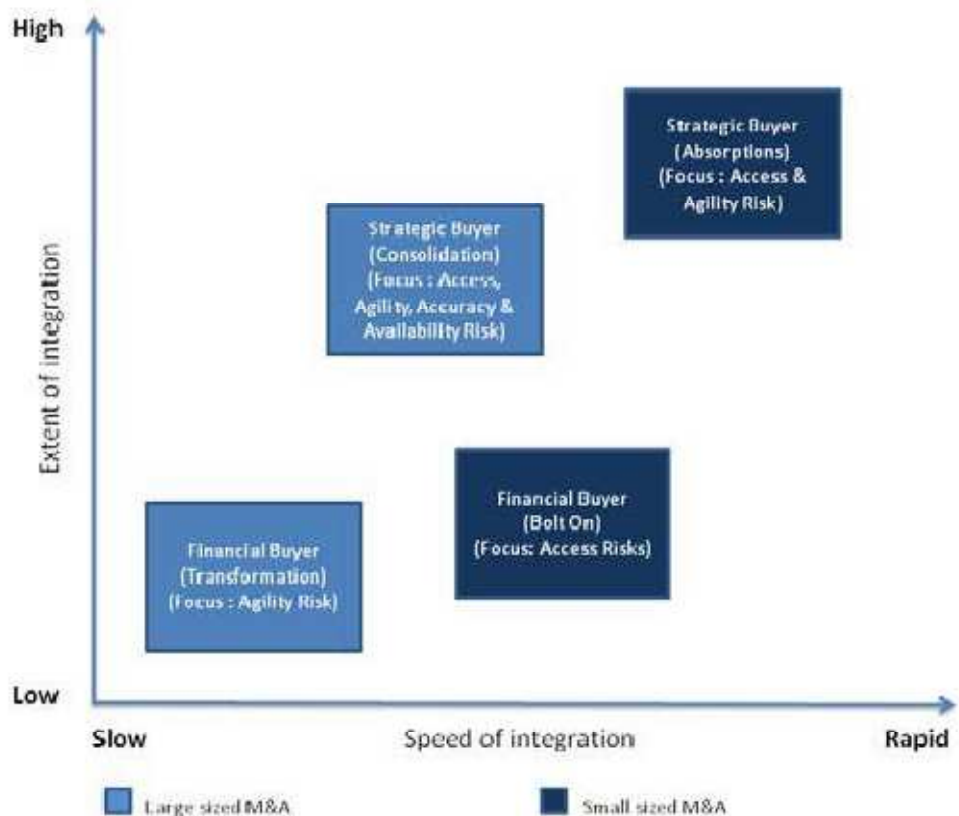 High
Strategic Buyer
(Absorptions)
(Focus : Access &
Agility Risk)
Strategic Buyer
(Consolidation)
(Focus : Access,
Agility, Accuracy &
Availability Risk)
Extent of integration
Financial Buyer
(Bolt On)
(Focus: Access Risks)
Financial Buyer
(Transformation)
(Focus : Agility Risk)
Low
Slow
Speed of integration
Rapid
Large sized M&A
Small sized M&A